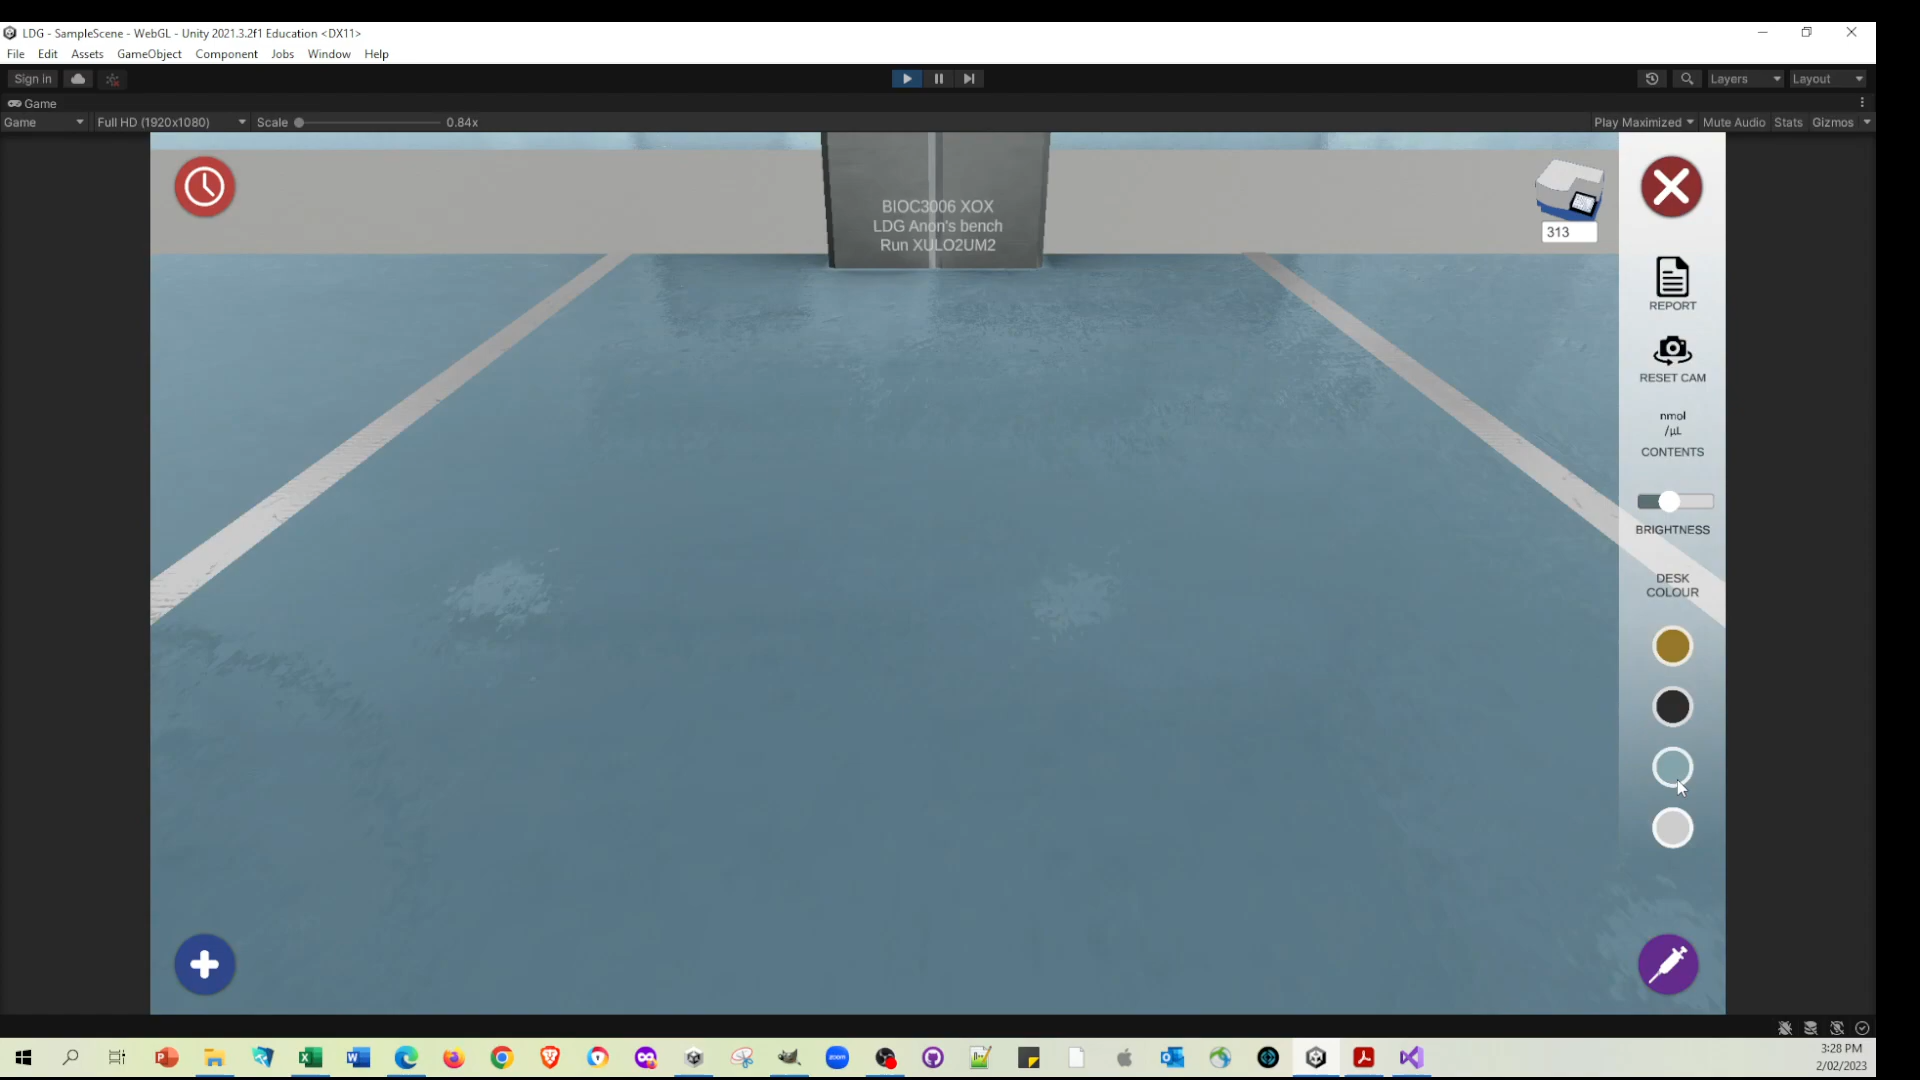 LDG - SampleScene - WebGL - Unity 2021.3.2f1 Education <DX11>
File Edit Assets GameObject Component Jobs Window Help
Sign in
Layers
Layout
Game
Game
Full HD (1920x1080)
Scale
0.84x
Play Maximized
Mute Audio
Stats
Gizmos
BIOC3006 XOX
LDG Anon's bench
Run XULO2UM2
313
REPORT
RESET CAM
nmol
/µL
CONTENTS
BRIGHTNESS
DESK
COLOUR
zoom
3:28 PM
2/02/2023